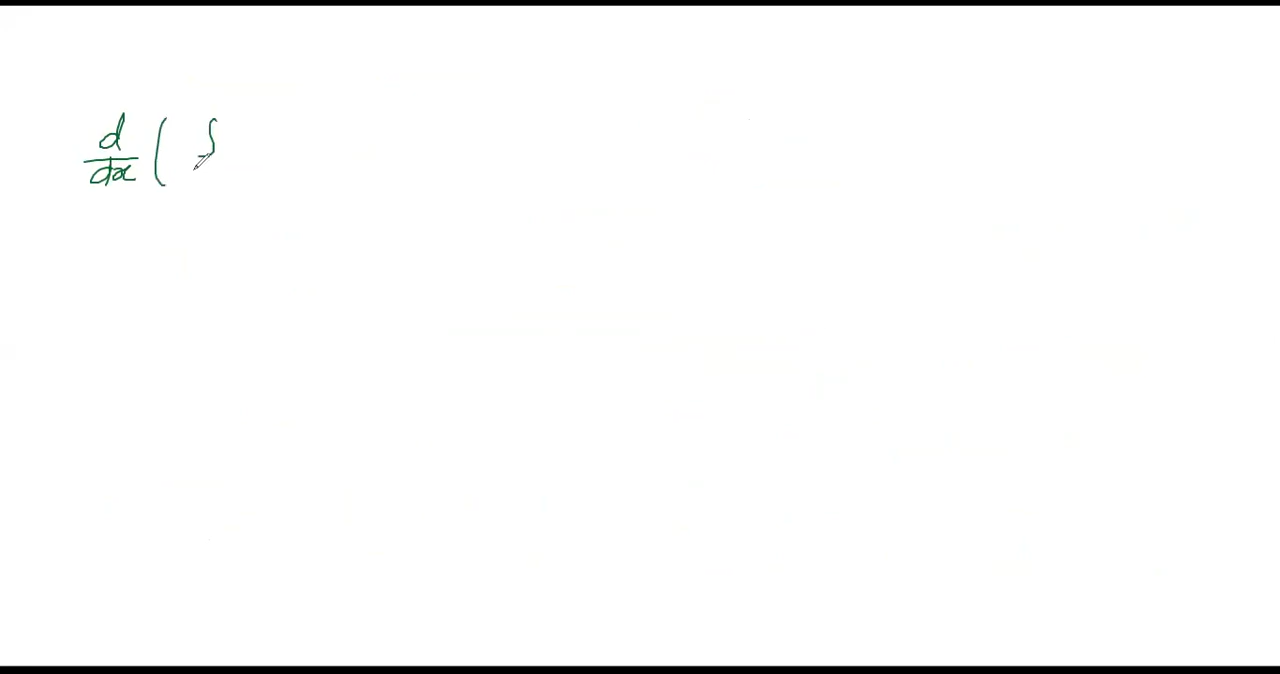 d/dx ( ∫